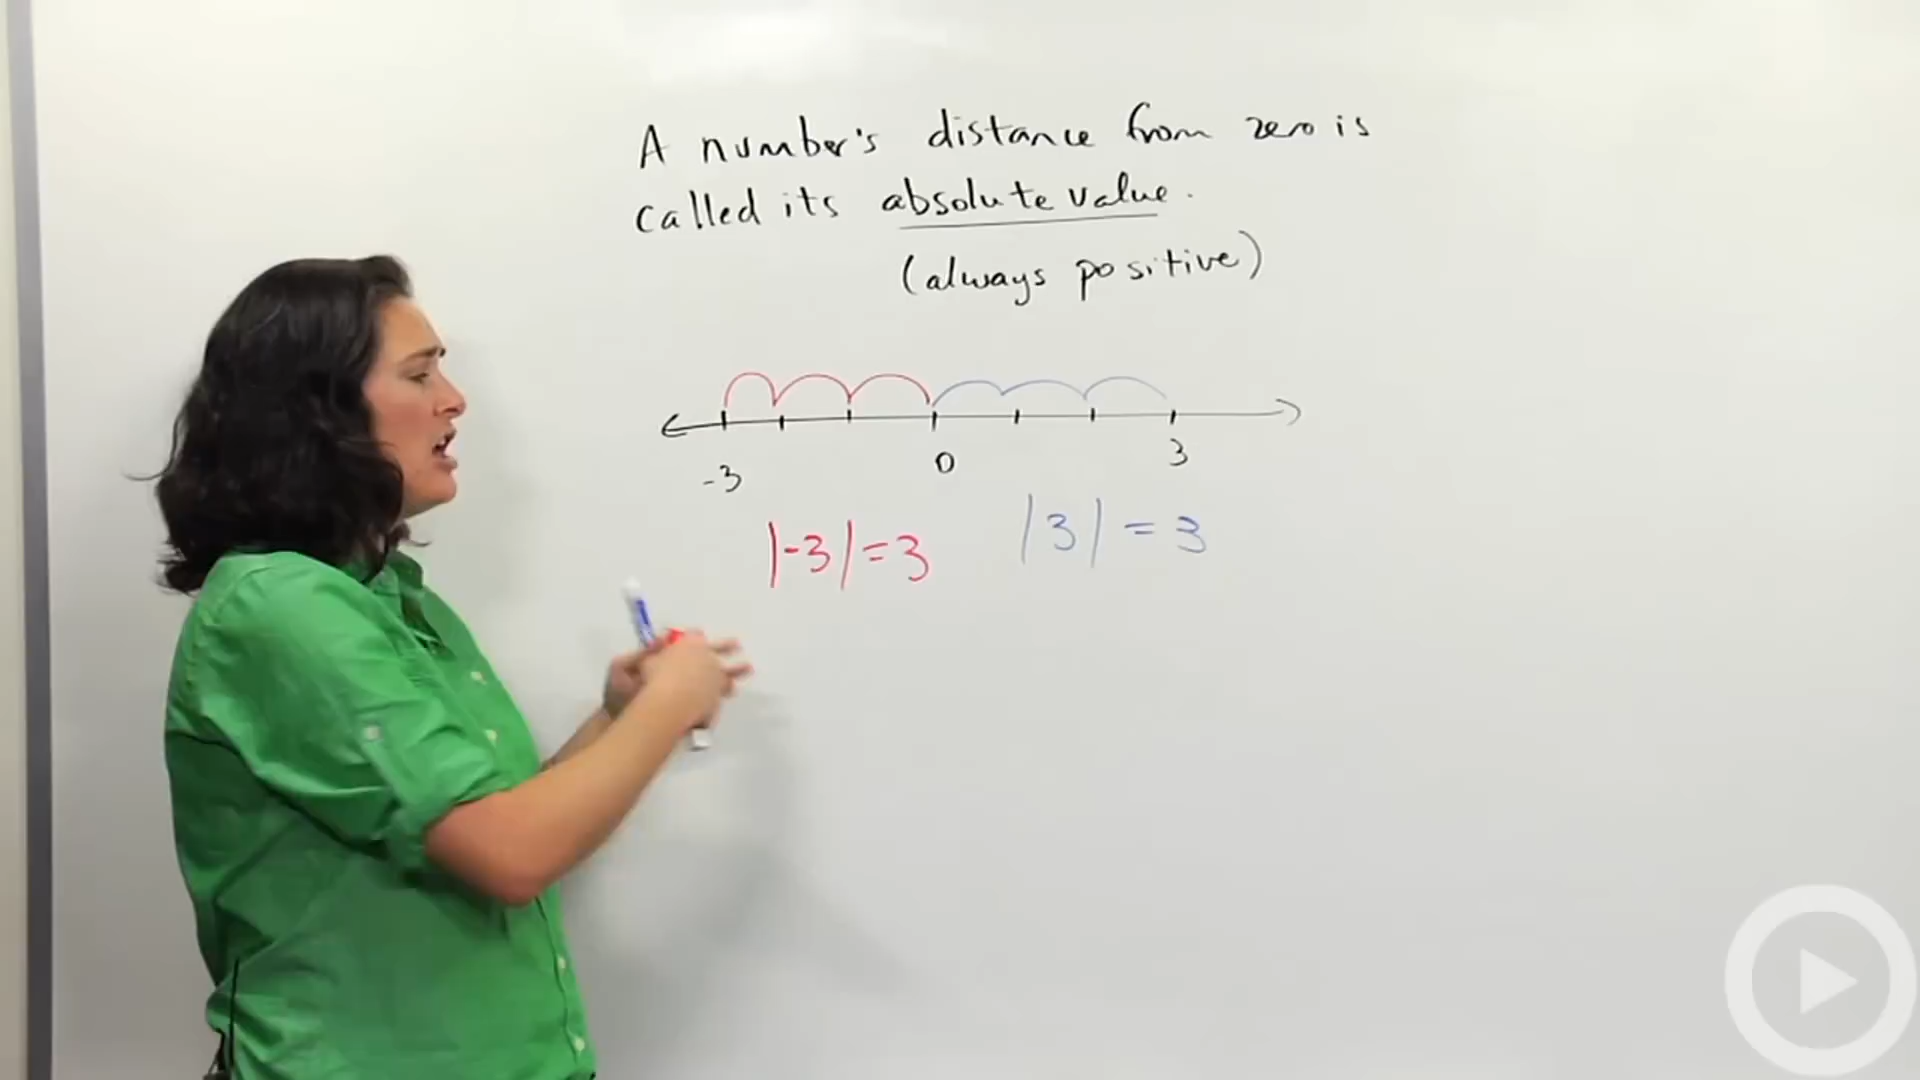 A number's distance from zero is
called its absolute value.
(always positive)
-3 0 3
|-3| = 3 |3| = 3